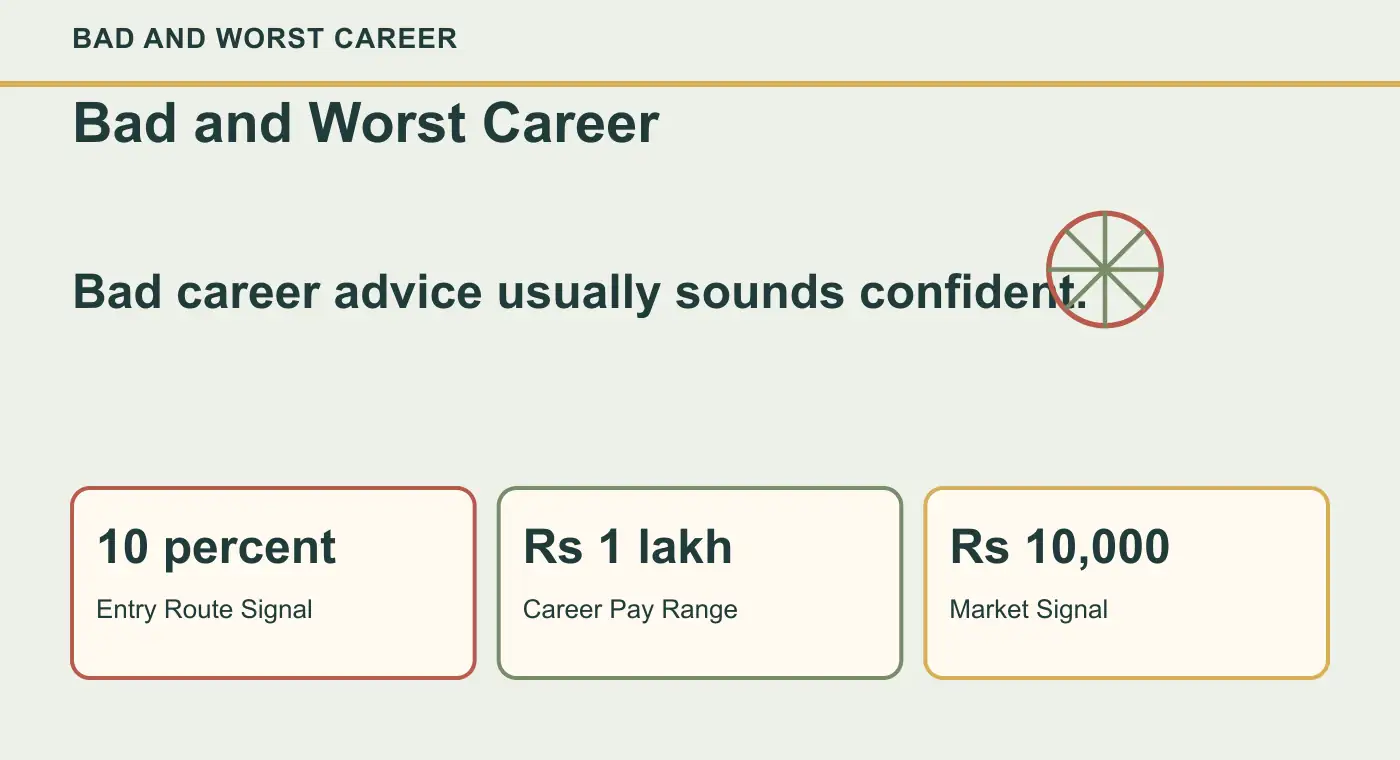 BAD AND WORST CAREER
Bad and Worst Career
Bad career advice usually sounds confident.
10 percent
Entry Route Signal
Rs 1 lakh
Career Pay Range
Rs 10,000
Market Signal